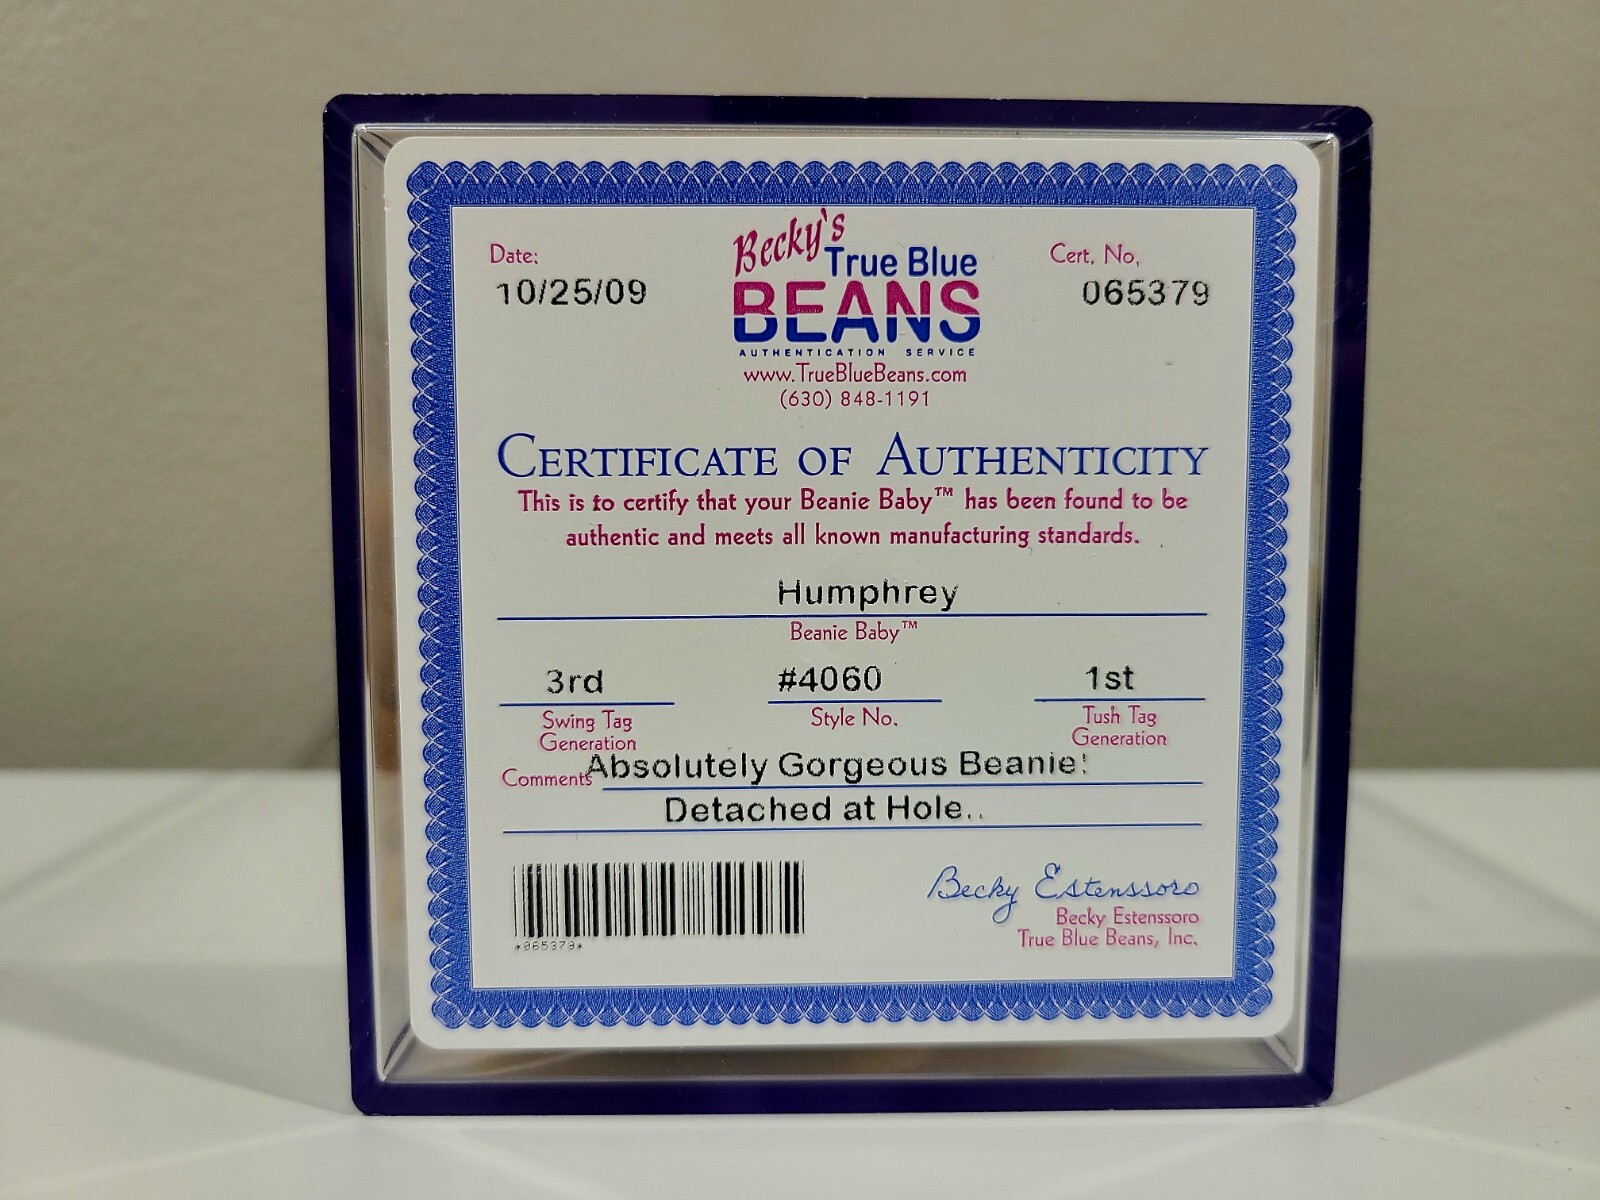 Date:
10/25/09
Becky's
True Blue
BEANS
AUTHENTICATION SERVICE
www.TrueBlueBeans.com
(630) 848-1191
Cert. No.
065379
CERTIFICATE OF AUTHENTICITY
This is to certify that your Beanie Baby™ has been found to be
authentic and meets all known manufacturing standards.
Humphrey
Beanie Baby™
3rd #4060 1st
Swing Tag Style No. Tush Tag
Generation Generation
Comments Absolutely Gorgeous Beanie!
Detached at Hole..
*065379*
Becky Estenssoro
Becky Estenssoro
True Blue Beans, Inc.